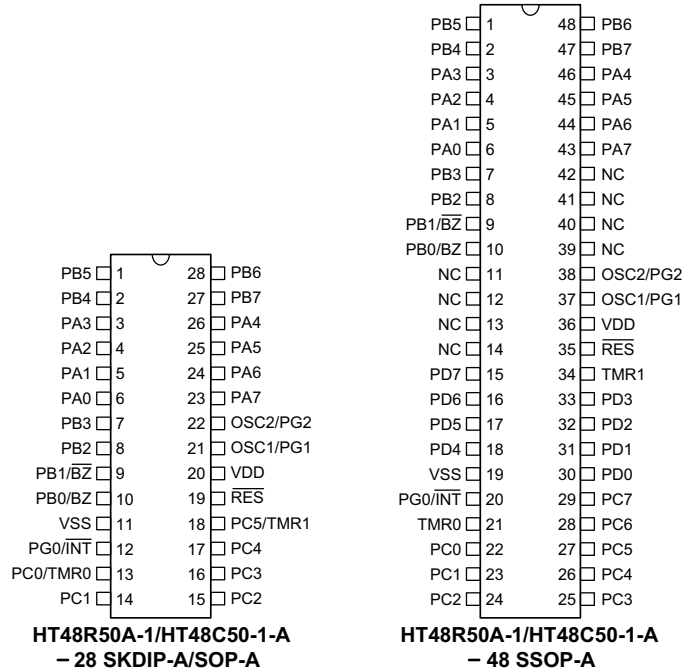 PB5 1 28 PB6
PB4 2 27 PB7
PA3 3 26 PA4
PA2 4 25 PA5
PA1 5 24 PA6
PA0 6 23 PA7
PB3 7 22 OSC2/PG2
PB2 8 21 OSC1/PG1
PB1/B̅Z̅ 9 20 VDD
PB0/BZ 10 19 R̅E̅S̅
VSS 11 18 PC5/TMR1
PG0/I̅N̅T̅ 12 17 PC4
PC0/TMR0 13 16 PC3
PC1 14 15 PC2
HT48R50A-1/HT48C50-1-A
– 28 SKDIP-A/SOP-A
PB5 1 48 PB6
PB4 2 47 PB7
PA3 3 46 PA4
PA2 4 45 PA5
PA1 5 44 PA6
PA0 6 43 PA7
PB3 7 42 NC
PB2 8 41 NC
PB1/B̅Z̅ 9 40 NC
PB0/BZ 10 39 NC
NC 11 38 OSC2/PG2
NC 12 37 OSC1/PG1
NC 13 36 VDD
NC 14 35 R̅E̅S̅
PD7 15 34 TMR1
PD6 16 33 PD3
PD5 17 32 PD2
PD4 18 31 PD1
VSS 19 30 PD0
PG0/I̅N̅T̅ 20 29 PC7
TMR0 21 28 PC6
PC0 22 27 PC5
PC1 23 26 PC4
PC2 24 25 PC3
HT48R50A-1/HT48C50-1-A
– 48 SSOP-A